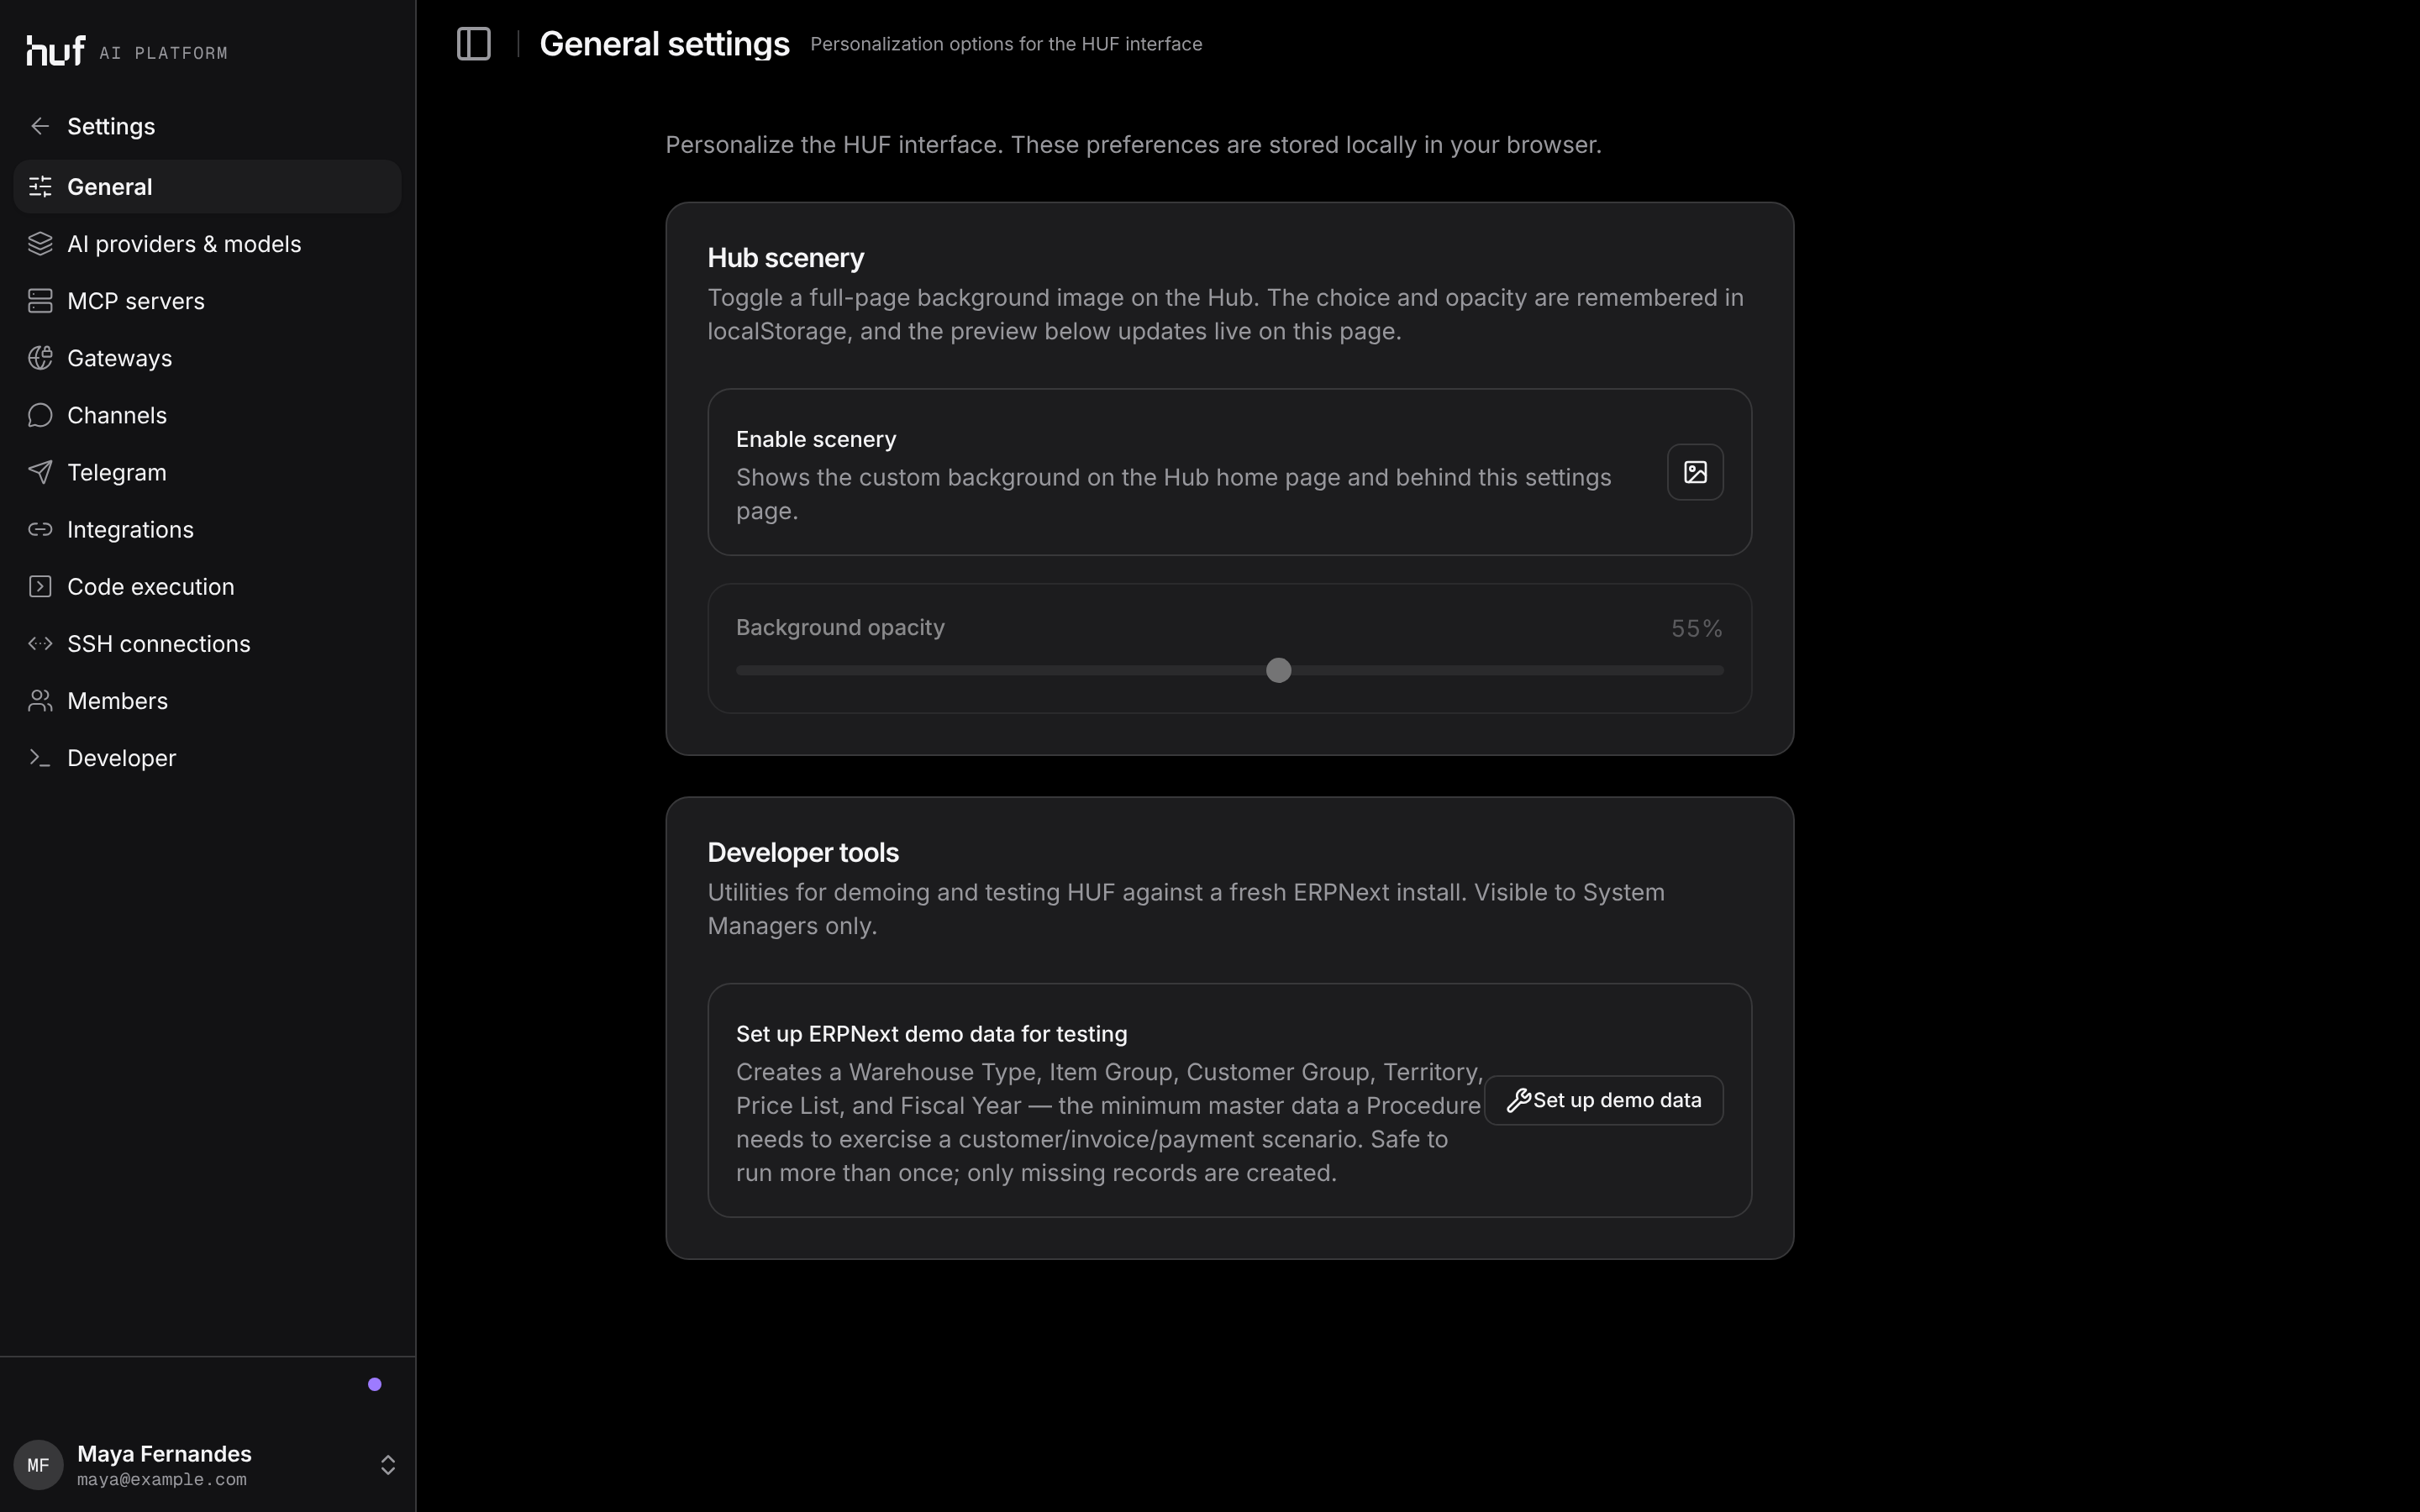 huf AI PLATFORM
Settings
General
AI providers & models
MCP servers
Gateways
Channels
Telegram
Integrations
Code execution
SSH connections
Members
Developer
MF
Maya Fernandes
maya@example.com
General settings Personalization options for the HUF interface
Personalize the HUF interface. These preferences are stored locally in your browser.
Hub scenery
Toggle a full-page background image on the Hub. The choice and opacity are remembered in
localStorage, and the preview below updates live on this page.
Enable scenery
Shows the custom background on the Hub home page and behind this settings
page.
Background opacity 55%
Developer tools
Utilities for demoing and testing HUF against a fresh ERPNext install. Visible to System
Managers only.
Set up ERPNext demo data for testing
Creates a Warehouse Type, Item Group, Customer Group, Territory,
Price List, and Fiscal Year — the minimum master data a Procedure
needs to exercise a customer/invoice/payment scenario. Safe to
run more than once; only missing records are created.
Set up demo data